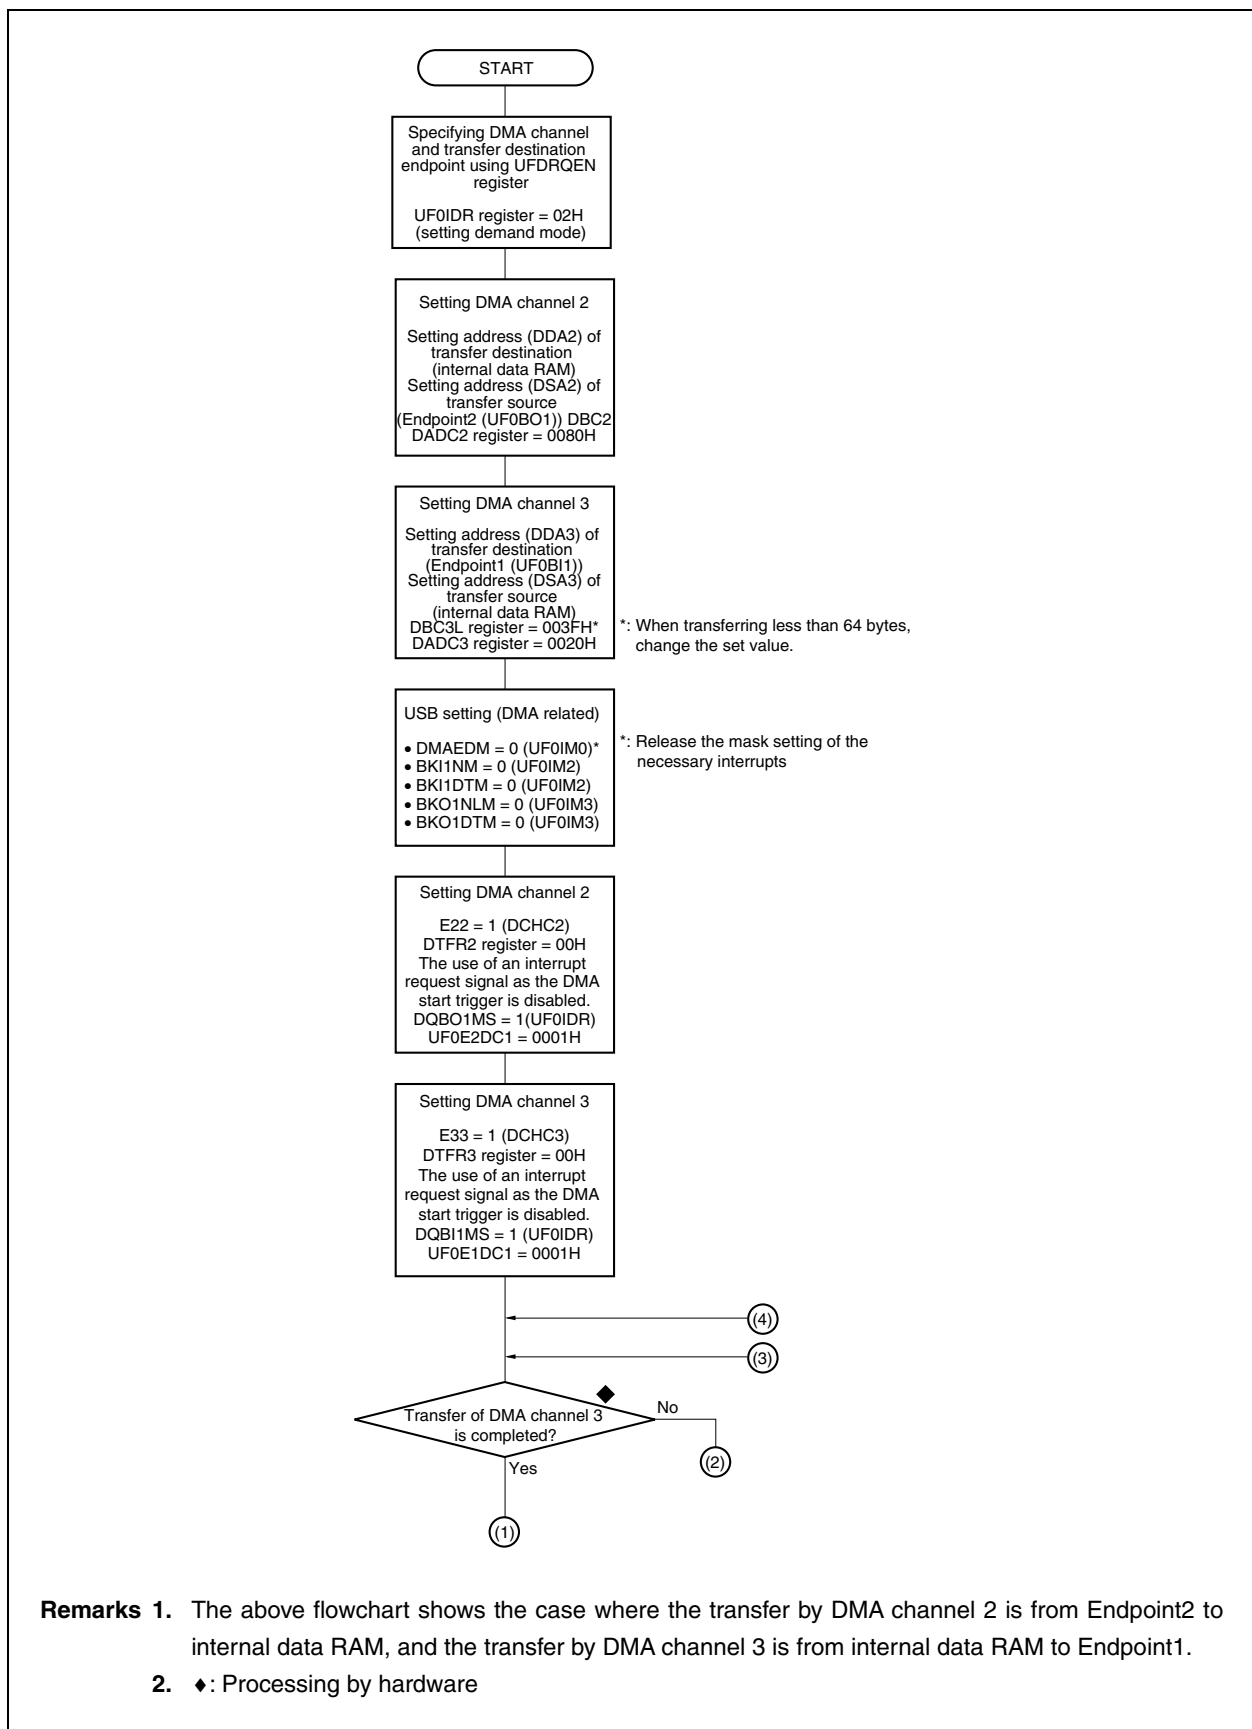 START
Specifying DMA channel
and transfer destination
endpoint using UFDRQEN
register
UF0IDR register = 02H
(setting demand mode)
Setting DMA channel 2
Setting address (DDA2) of
transfer destination
(internal data RAM)
Setting address (DSA2) of
transfer source
(Endpoint2 (UF0BO1)) DBC2
DADC2 register = 0080H
Setting DMA channel 3
Setting address (DDA3) of
transfer destination
(Endpoint1 (UF0BI1))
Setting address (DSA3) of
transfer source
(internal data RAM)
DBC3L register = 003FH*
DADC3 register = 0020H
*: When transferring less than 64 bytes,
change the set value.
USB setting (DMA related)
• DMAEDM = 0 (UF0IM0)*
• BKI1NM = 0 (UF0IM2)
• BKI1DTM = 0 (UF0IM2)
• BKO1NLM = 0 (UF0IM3)
• BKO1DTM = 0 (UF0IM3)
*: Release the mask setting of the
necessary interrupts
Setting DMA channel 2
E22 = 1 (DCHC2)
DTFR2 register = 00H
The use of an interrupt
request signal as the DMA
start trigger is disabled.
DQBO1MS = 1(UF0IDR)
UF0E2DC1 = 0001H
Setting DMA channel 3
E33 = 1 (DCHC3)
DTFR3 register = 00H
The use of an interrupt
request signal as the DMA
start trigger is disabled.
DQBI1MS = 1 (UF0IDR)
UF0E1DC1 = 0001H
(4)
(3)
Transfer of DMA channel 3
is completed?
No
(2)
Yes
(1)
Remarks 1. The above flowchart shows the case where the transfer by DMA channel 2 is from Endpoint2 to
internal data RAM, and the transfer by DMA channel 3 is from internal data RAM to Endpoint1.
2. ♦: Processing by hardware